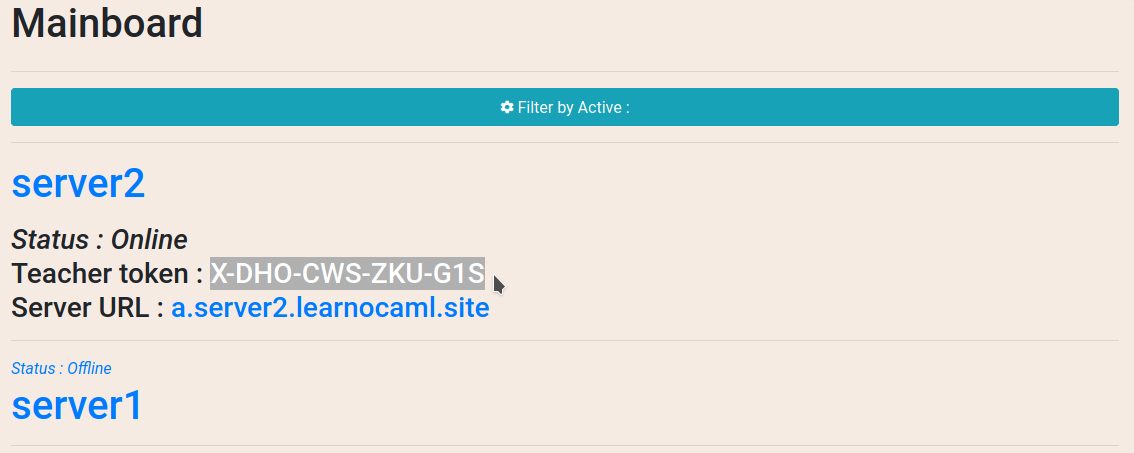 Mainboard
Filter by Active :
server2
Status : Online
Teacher token : X-DHO-CWS-ZKU-G1S
Server URL : a.server2.learnocaml.site
Status : Offline
server1